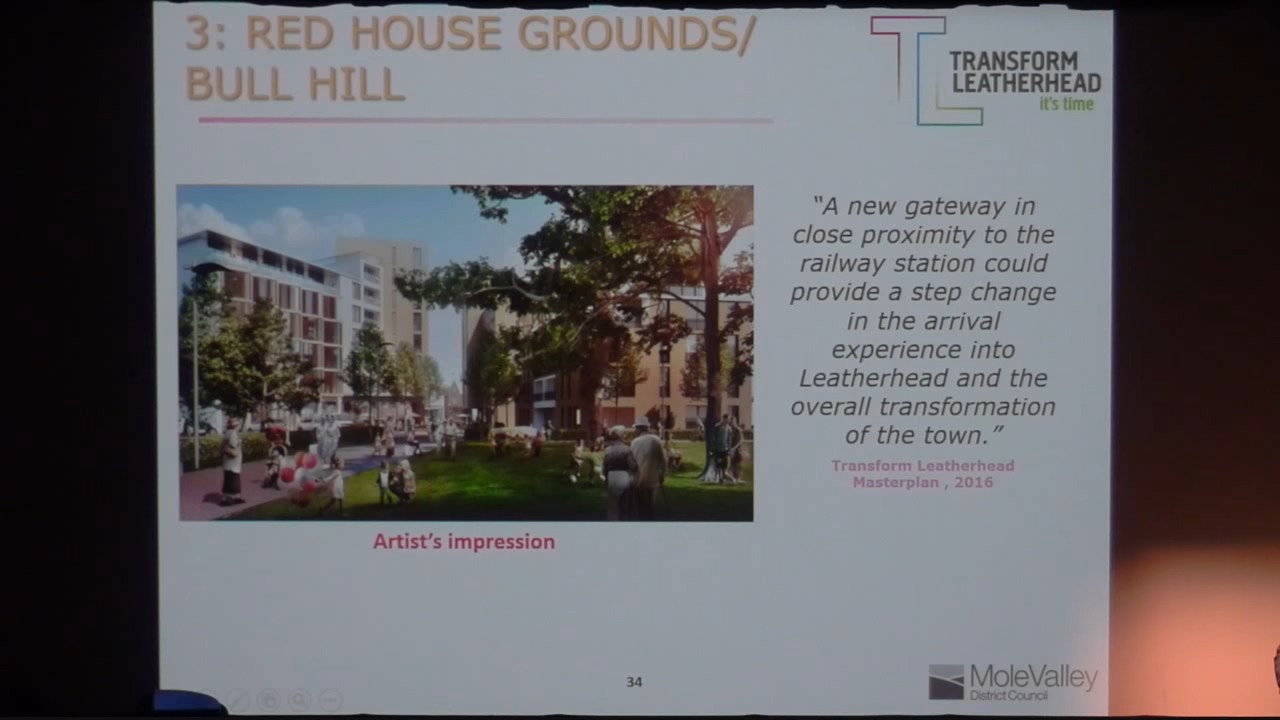 3: RED HOUSE GROUNDS/
BULL HILL
TRANSFORM
LEATHERHEAD
it's time
“A new gateway in
close proximity to the
railway station could
provide a step change
in the arrival
experience into
Leatherhead and the
overall transformation
of the town.”
Transform Leatherhead
Masterplan , 2016
Artist's impression
34
MoleValley
District Council